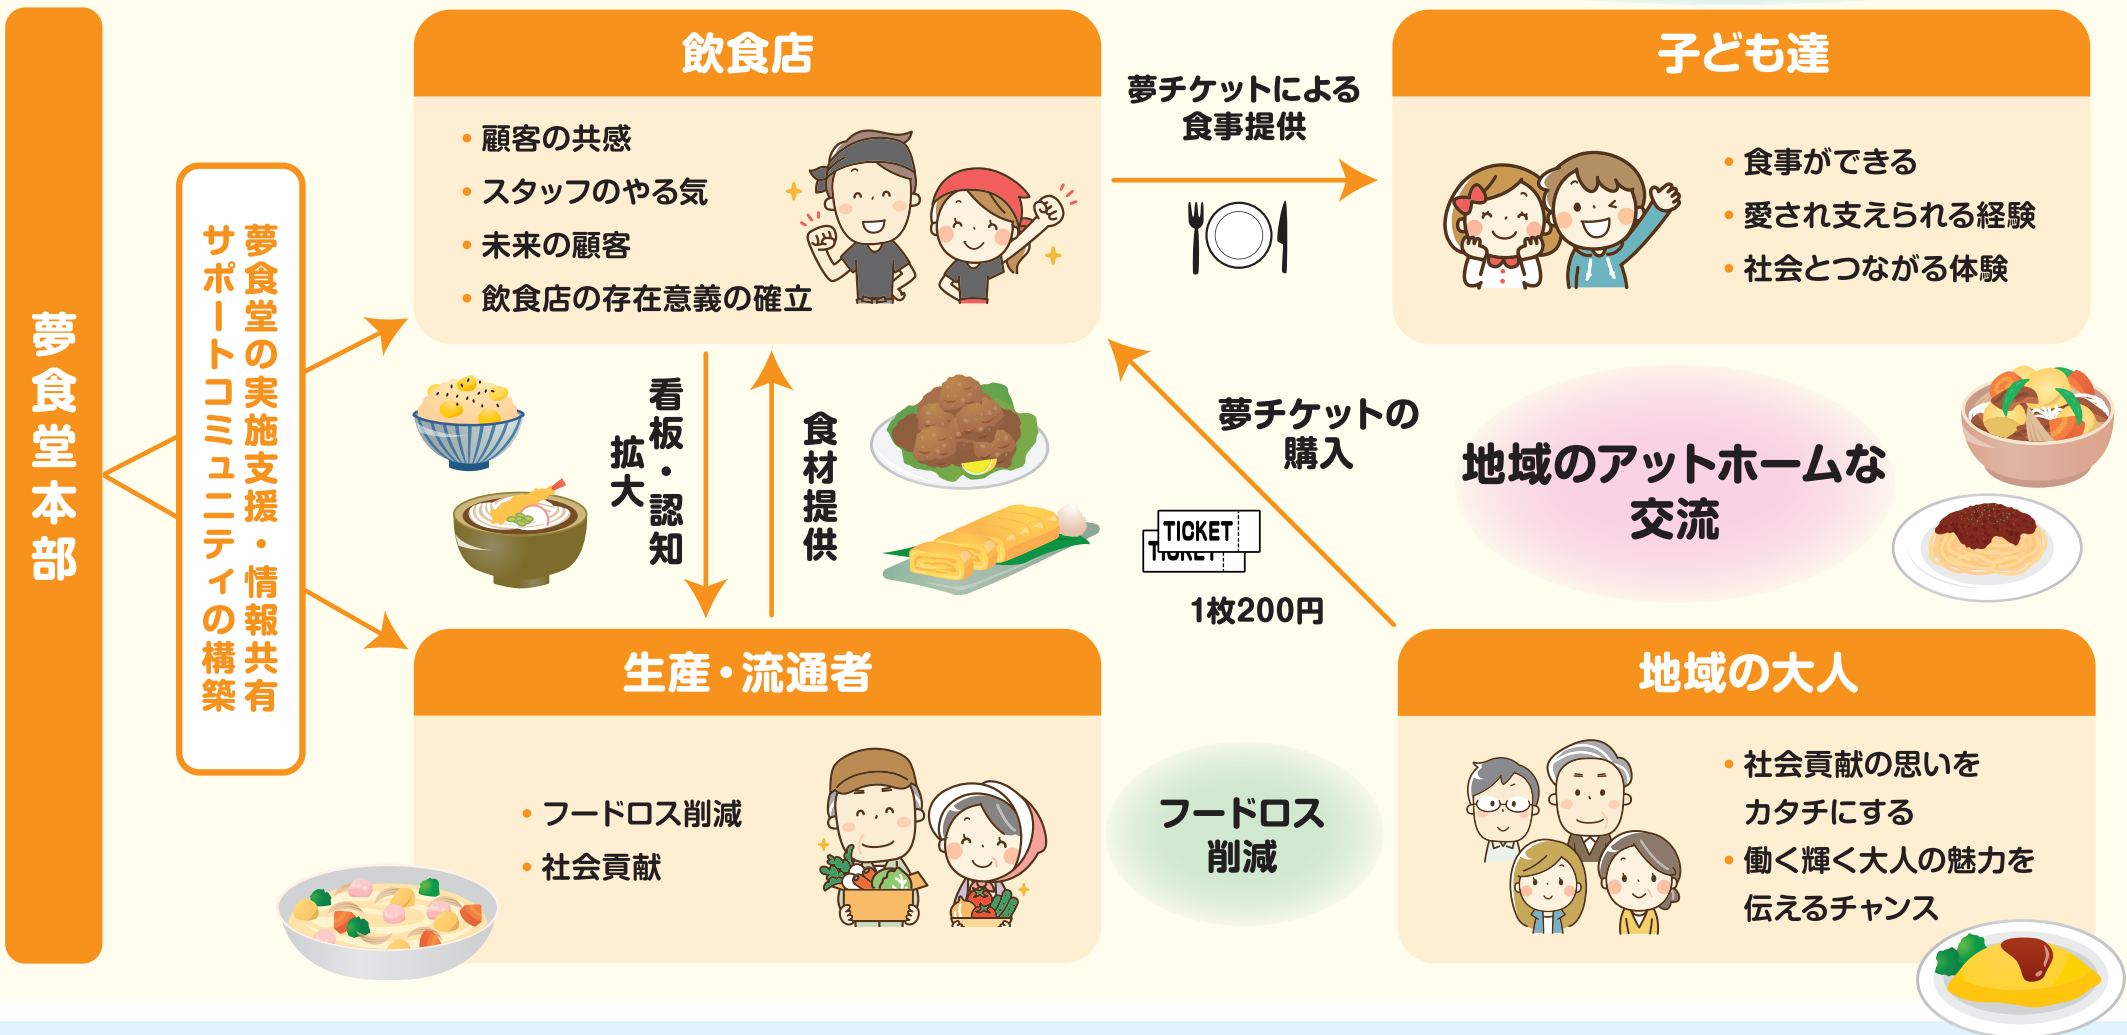 夢食堂本部
夢食堂の実施支援・情報共有
サポートコミュニティの構築
飲食店
・顧客の共感
・スタッフのやる気
・未来の顧客
・飲食店の存在意義の確立
夢チケットによる
食事提供
子ども達
・食事ができる
・愛され支えられる経験
・社会とつながる体験
看板・認知
拡大
食材提供
夢チケットの
購入
TICKET
TICKET
1枚200円
地域のアットホームな
交流
生産・流通者
・フードロス削減
・社会貢献
フードロス
削減
地域の大人
・社会貢献の思いを
カタチにする
・働く輝く大人の魅力を
伝えるチャンス